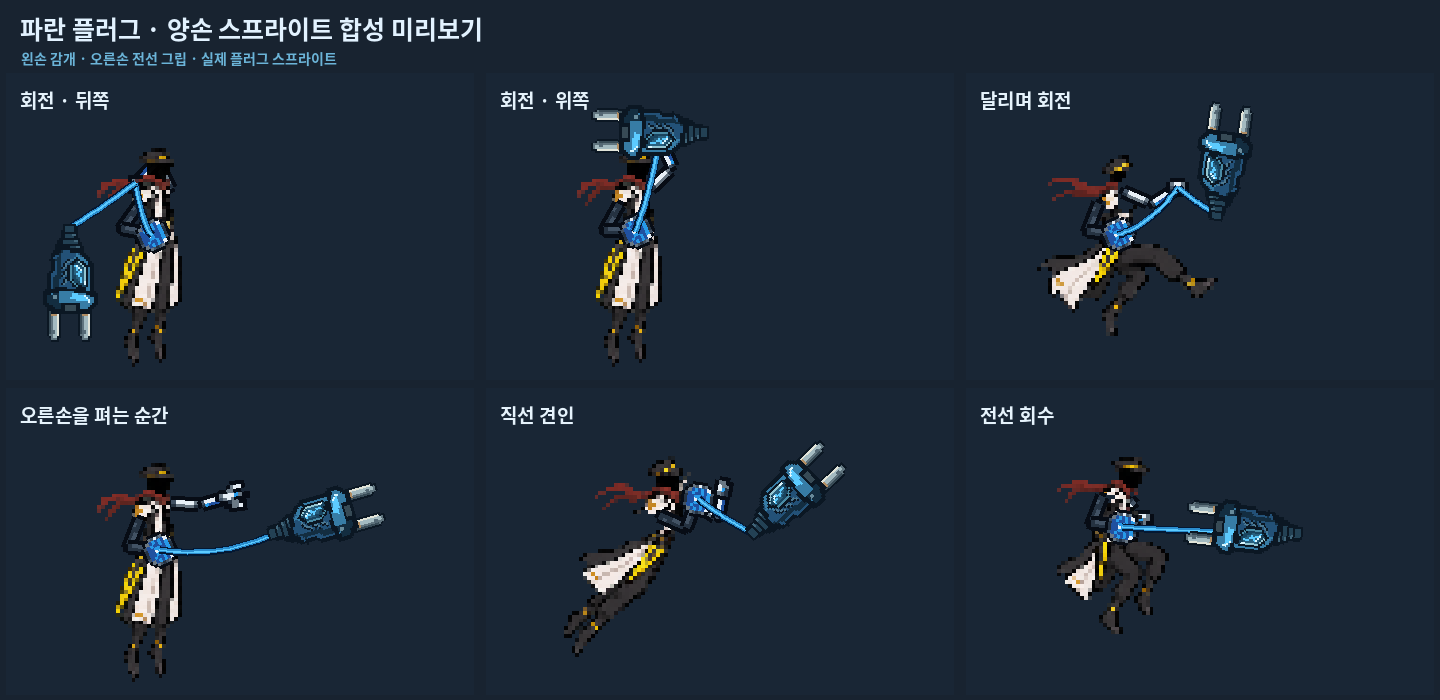 파란 플러그 · 양손 스프라이트 합성 미리보기
왼손 감개 · 오른손 전선 그립 · 실제 플러그 스프라이트
회전 · 뒤쪽
회전 · 위쪽
달리며 회전
오른손을 펴는 순간
직선 견인
전선 회수